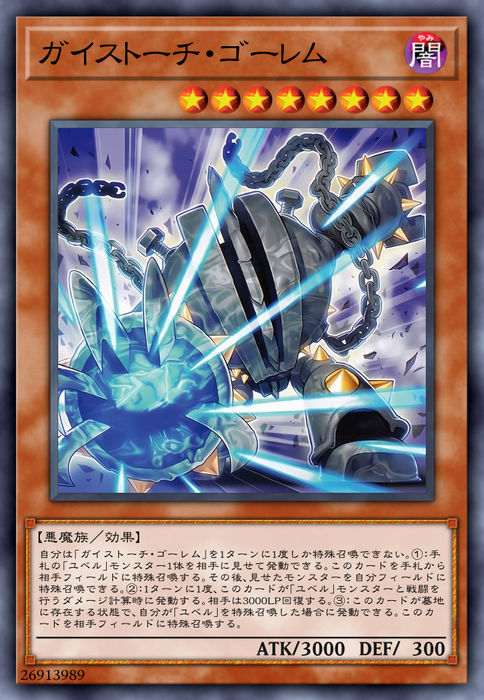 ガイストーチ・ゴーレム
やみ
闇
【悪魔族／効果】
自分は「ガイストーチ・ゴーレム」を1ターンに1度しか特殊召喚できない。①:手
札の「ユベル」モンスター1体を相手に見せて発動できる。このカードを手札から
相手フィールドに特殊召喚する。その後、見せたモンスターを自分フィールドに
特殊召喚できる。②:1ターンに1度、このカードが「ユベル」モンスターと戦闘を
行うダメージ計算時に発動する。相手は3000LP回復する。③:このカードが墓地
に存在する状態で、自分が「ユベル」を特殊召喚した場合に発動できる。このカー
ドを相手フィールドに特殊召喚する。
ATK/3000 DEF/ 300
26913989